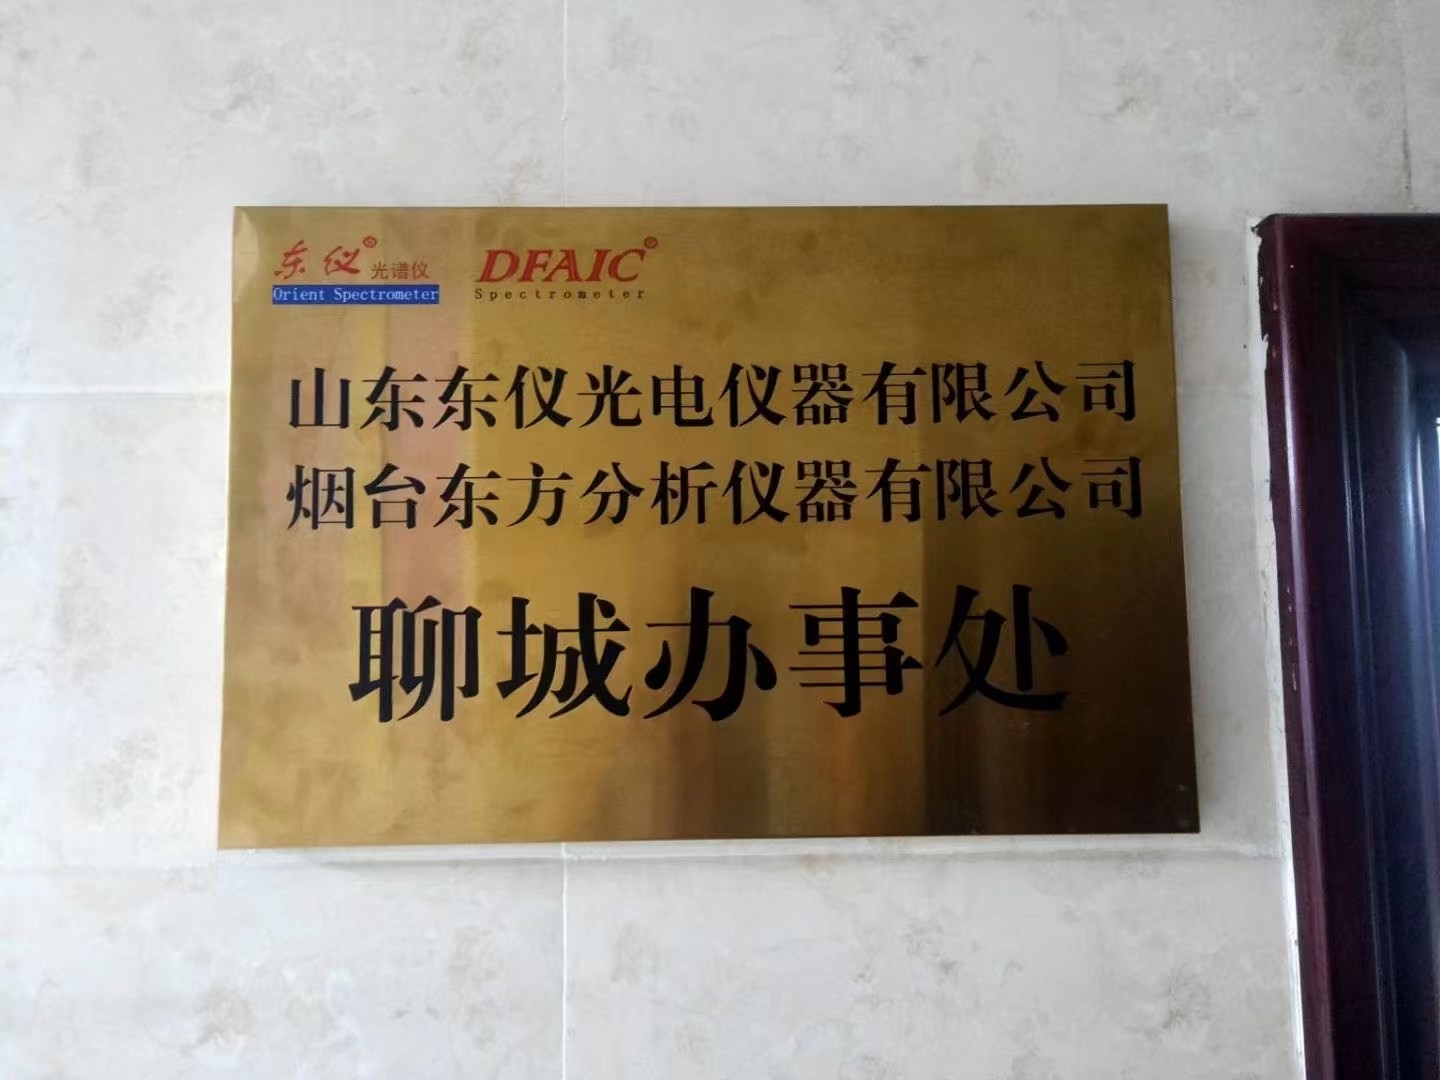 东仪® 光谱仪 DFAIC®
Orient Spectrometer Spectrometer
山东东仪光电仪器有限公司
烟台东方分析仪器有限公司
聊城办事处